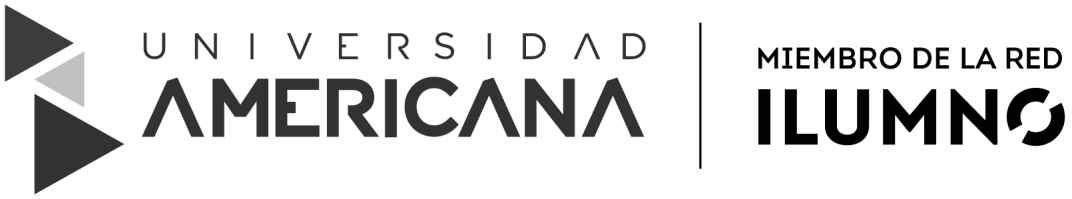 UNIVERSIDAD
AMERICANA
MIEMBRO DE LA RED
ILUMNO